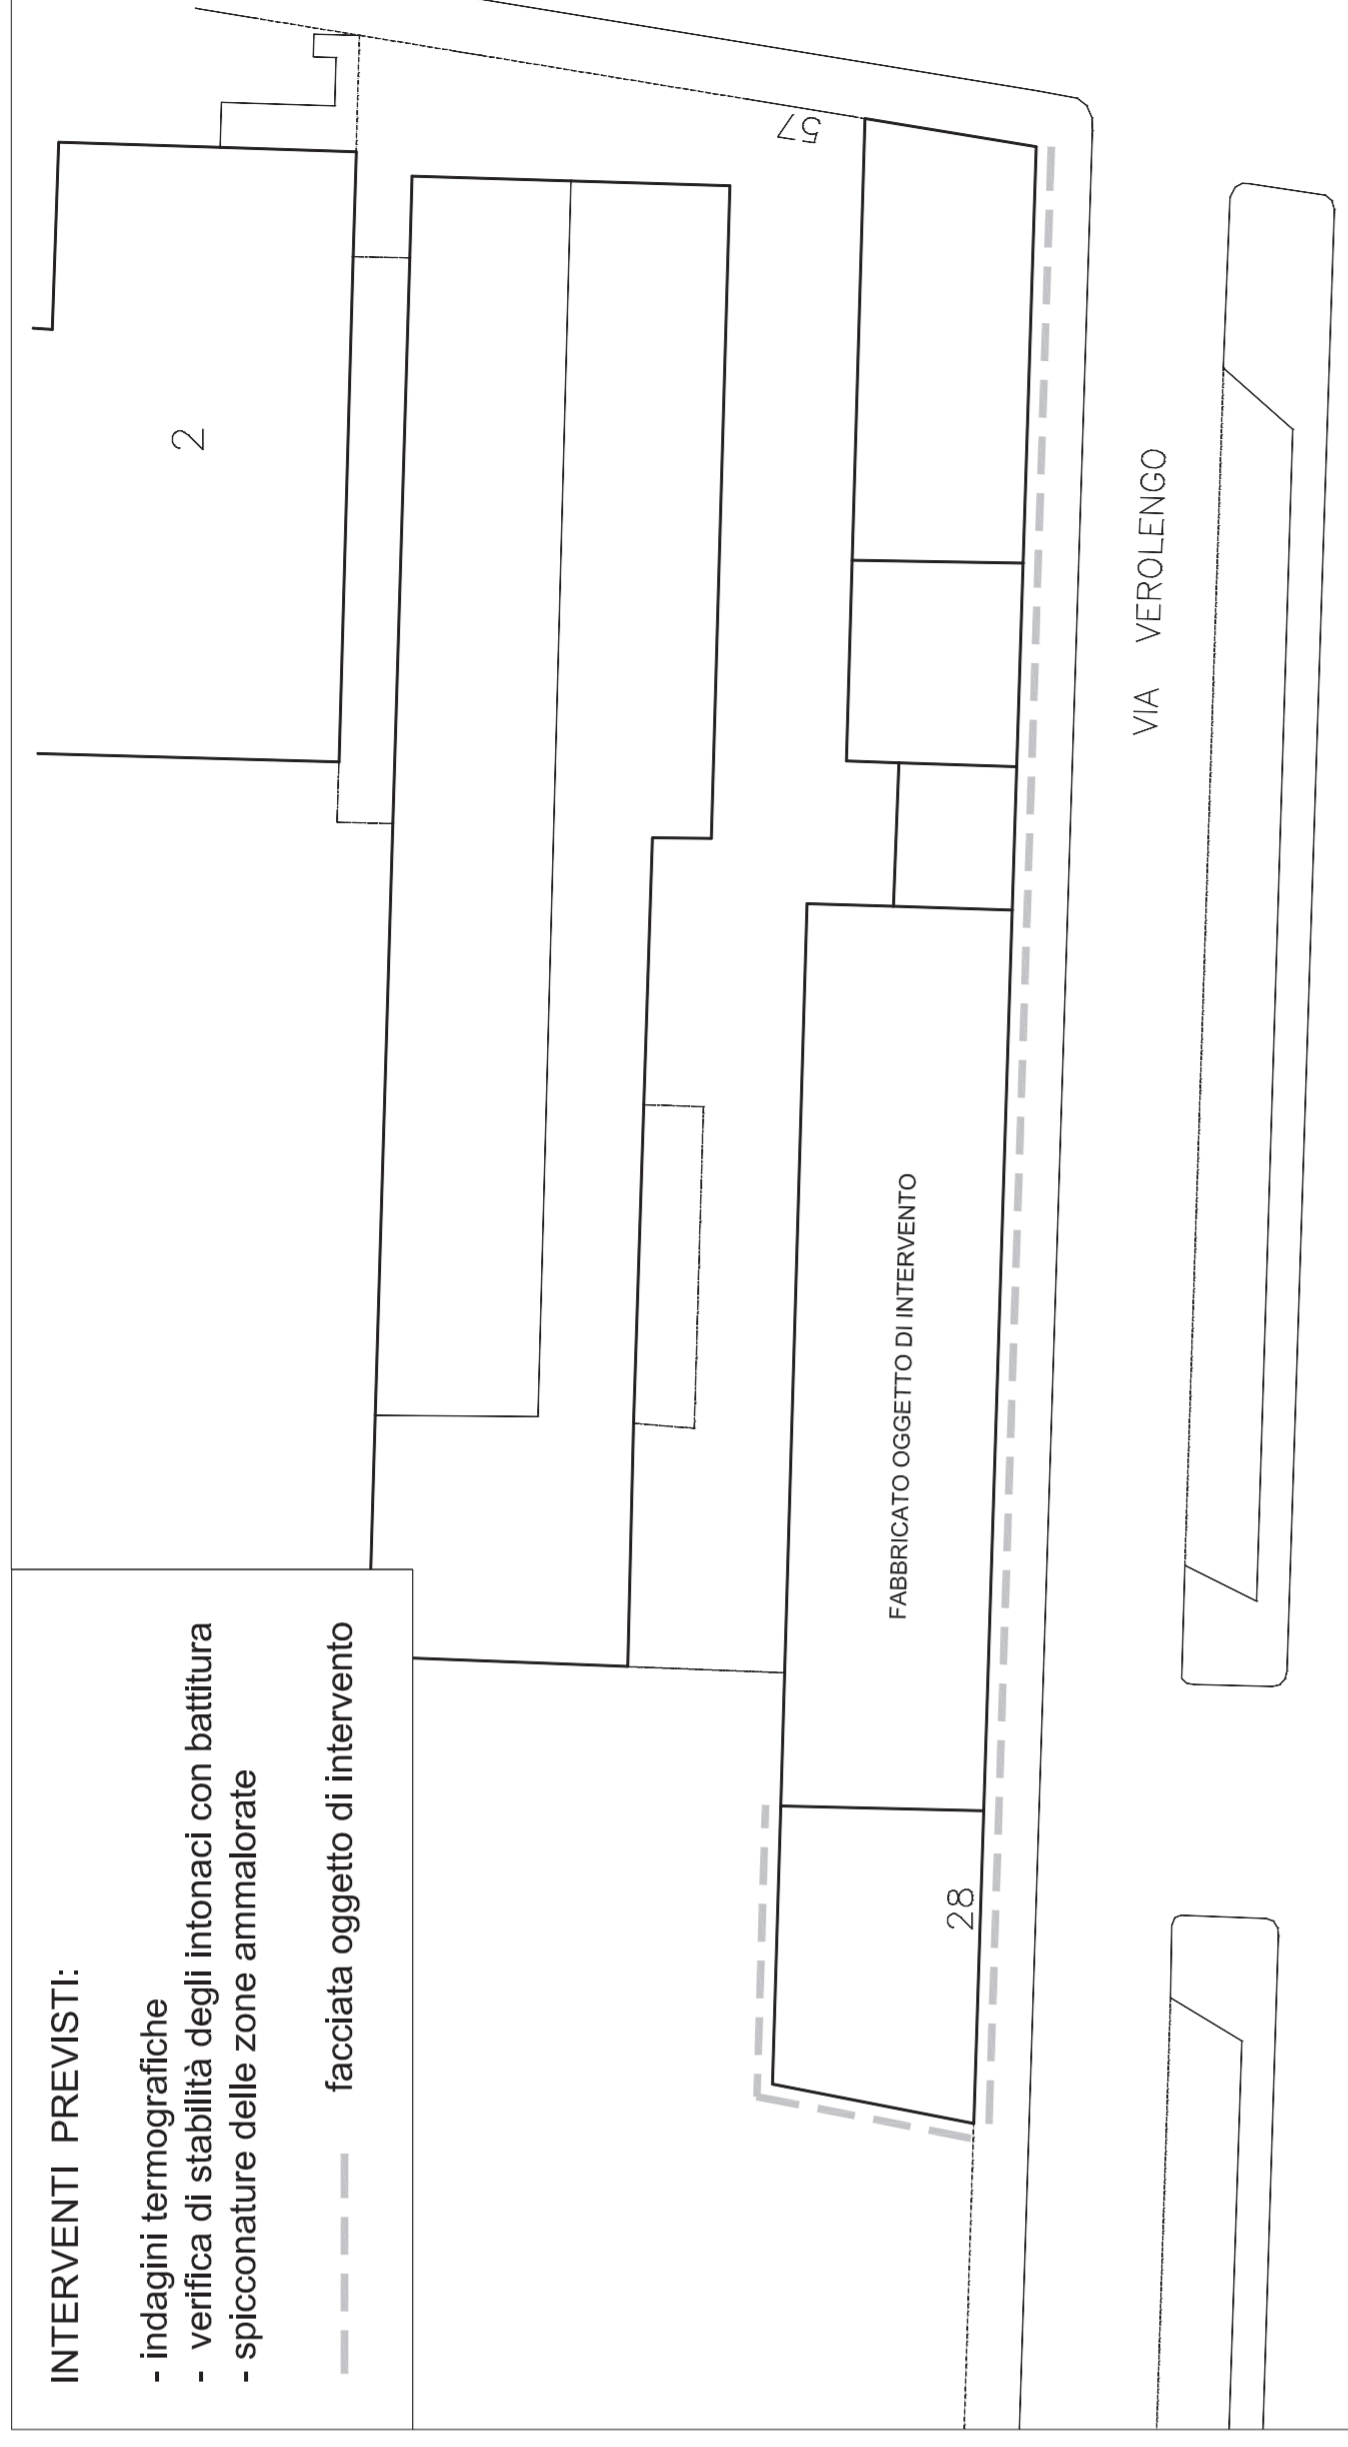 INTERVENTI PREVISTI:
- indagini termografiche
- verifica di stabilità degli intonaci con battitura
- spicconature delle zone ammalorate
facciata oggetto di intervento
2
57
FABBRICATO OGGETTO DI INTERVENTO
28
VIA VEROLENGO